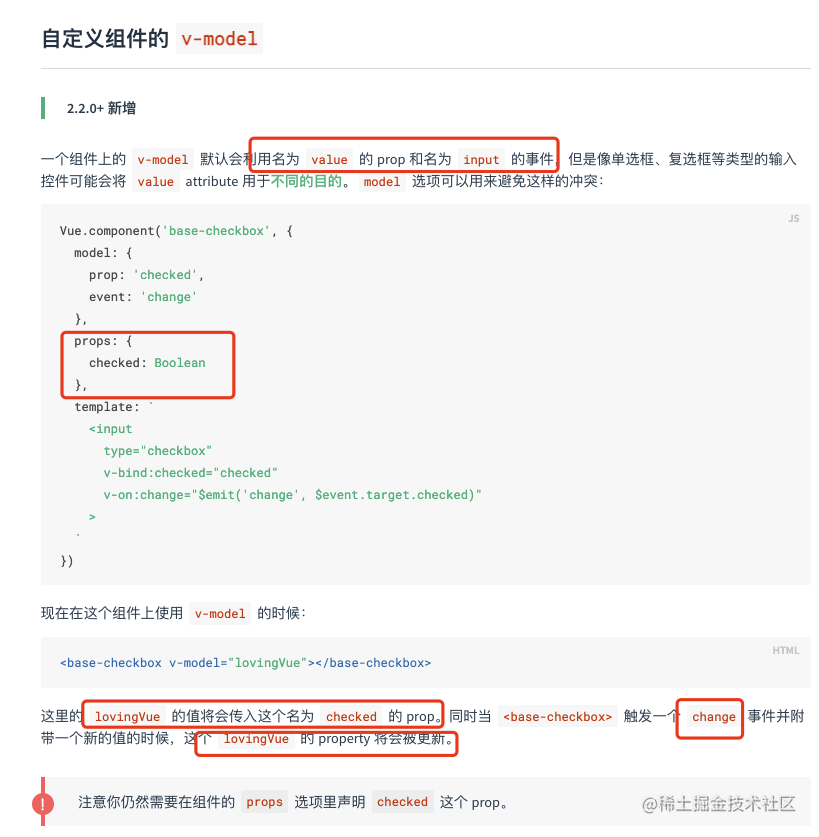 自定义组件的 v-model
2.2.0+ 新增
一个组件上的 v-model 默认会利用名为 value 的 prop 和名为 input 的事件，但是像单选框、复选框等类型的输入
控件可能会将 value attribute 用于不同的目的。model 选项可以用来避免这样的冲突：
JS
Vue.component('base-checkbox', {
  model: {
    prop: 'checked',
    event: 'change'
  },
  props: {
    checked: Boolean
  },
  template: `
    <input
      type="checkbox"
      v-bind:checked="checked"
      v-on:change="$emit('change', $event.target.checked)"
    >
  `
})
现在在这个组件上使用 v-model 的时候：
HTML
<base-checkbox v-model="lovingVue"></base-checkbox>
这里的 lovingVue 的值将会传入这个名为 checked 的 prop。同时当 <base-checkbox> 触发一个 change 事件并附
带一个新的值的时候，这个 lovingVue 的 property 将会被更新。
!
注意你仍然需要在组件的 props 选项里声明 checked 这个 prop。
@稀土掘金技术社区